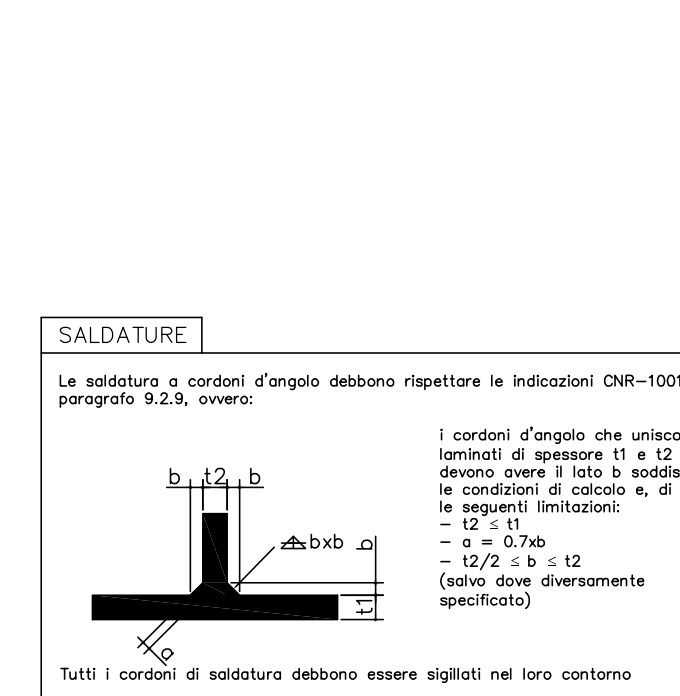 SALDATURE
Le saldatura a cordoni d'angolo debbono rispettare le indicazioni CNR-1001
paragrafo 9.2.9, ovvero:
i cordoni d'angolo che unisco
laminati di spessore t1 e t2
devono avere il lato b soddis
le condizioni di calcolo e, di
le seguenti limitazioni:
- t2 ≤ t1
- a = 0.7xb
- t2/2 ≤ b ≤ t2
(salvo dove diversamente
specificato)
b t2 b
bxb
b
t1
a
Tutti i cordoni di saldatura debbono essere sigillati nel loro contorno